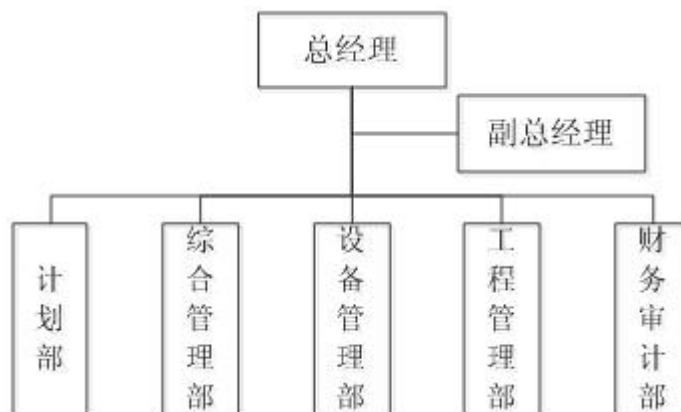 总经理
副总经理
计划部
综合管理部
设备管理部
工程管理部
财务审计部